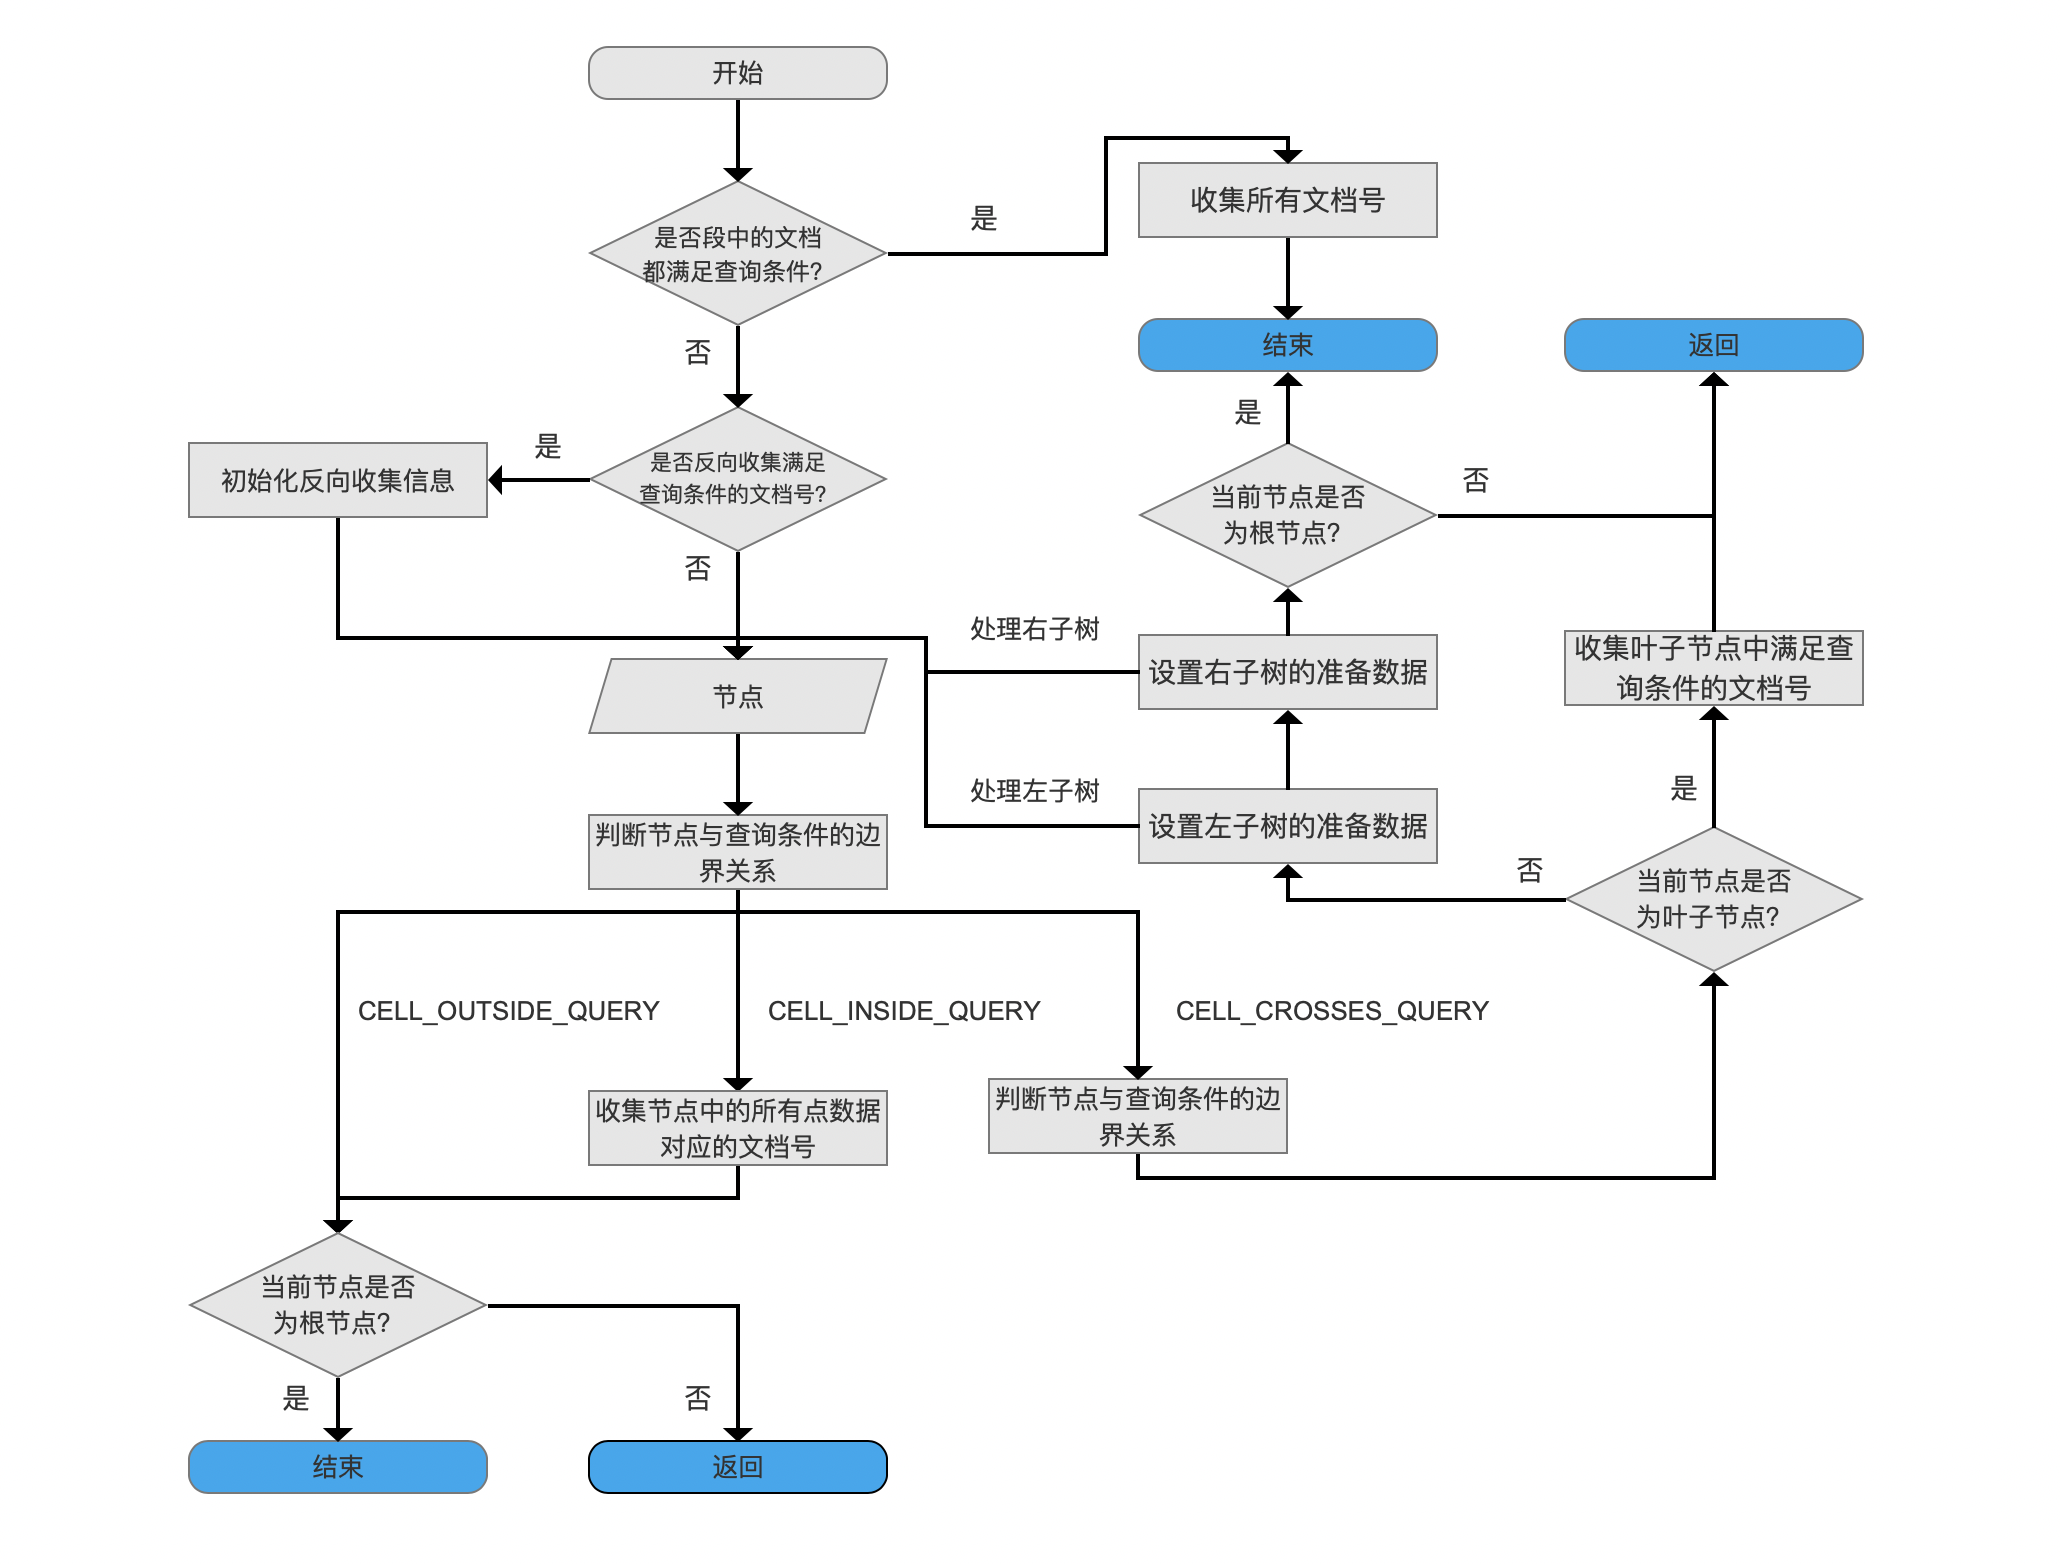 开始
是否段中的文档
都满足查询条件?
是
收集所有文档号
否
结束
返回
是否反向收集满足
查询条件的文档号?
是
初始化反向收集信息
否
是
当前节点是否
为根节点?
否
处理右子树
设置右子树的准备数据
收集叶子节点中满足查
询条件的文档号
节点
处理左子树
设置左子树的准备数据
是
判断节点与查询条件的边
界关系
否
当前节点是否
为叶子节点?
CELL_OUTSIDE_QUERY
CELL_INSIDE_QUERY
CELL_CROSSES_QUERY
收集节点中的所有点数据
对应的文档号
判断节点与查询条件的边
界关系
当前节点是否
为根节点?
是
否
结束
返回